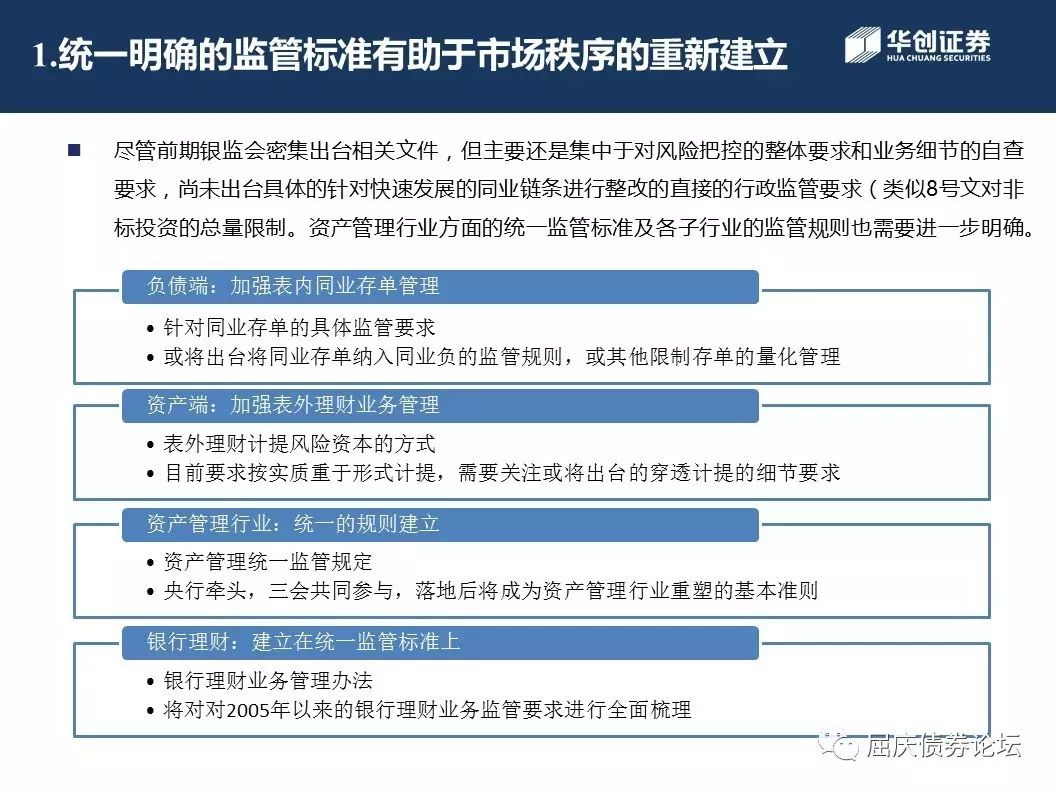 1.统一明确的监管标准有助于市场秩序的重新建立
华创证券
HUA CHUANG SECURITIES
■ 尽管前期银监会密集出台相关文件，但主要还是集中于对风险把控的整体要求和业务细节的自查
要求，尚未出台具体的针对快速发展的同业链条进行整改的直接的行政监管要求（类似8号文对非
标投资的总量限制。资产管理行业方面的统一监管标准及各子行业的监管规则也需要进一步明确。
负债端：加强表内同业存单管理
• 针对同业存单的具体监管要求
• 或将出台将同业存单纳入同业负的监管规则，或其他限制存单的量化管理
资产端：加强表外理财业务管理
• 表外理财计提风险资本的方式
• 目前要求按实质重于形式计提，需要关注或将出台的穿透计提的细节要求
资产管理行业：统一的规则建立
• 资产管理统一监管规定
• 央行牵头，三会共同参与，落地后将成为资产管理行业重塑的基本准则
银行理财：建立在统一监管标准上
• 银行理财业务管理办法
• 将对对2005年以来的银行理财业务监管要求进行全面梳理
屈庆债券论坛